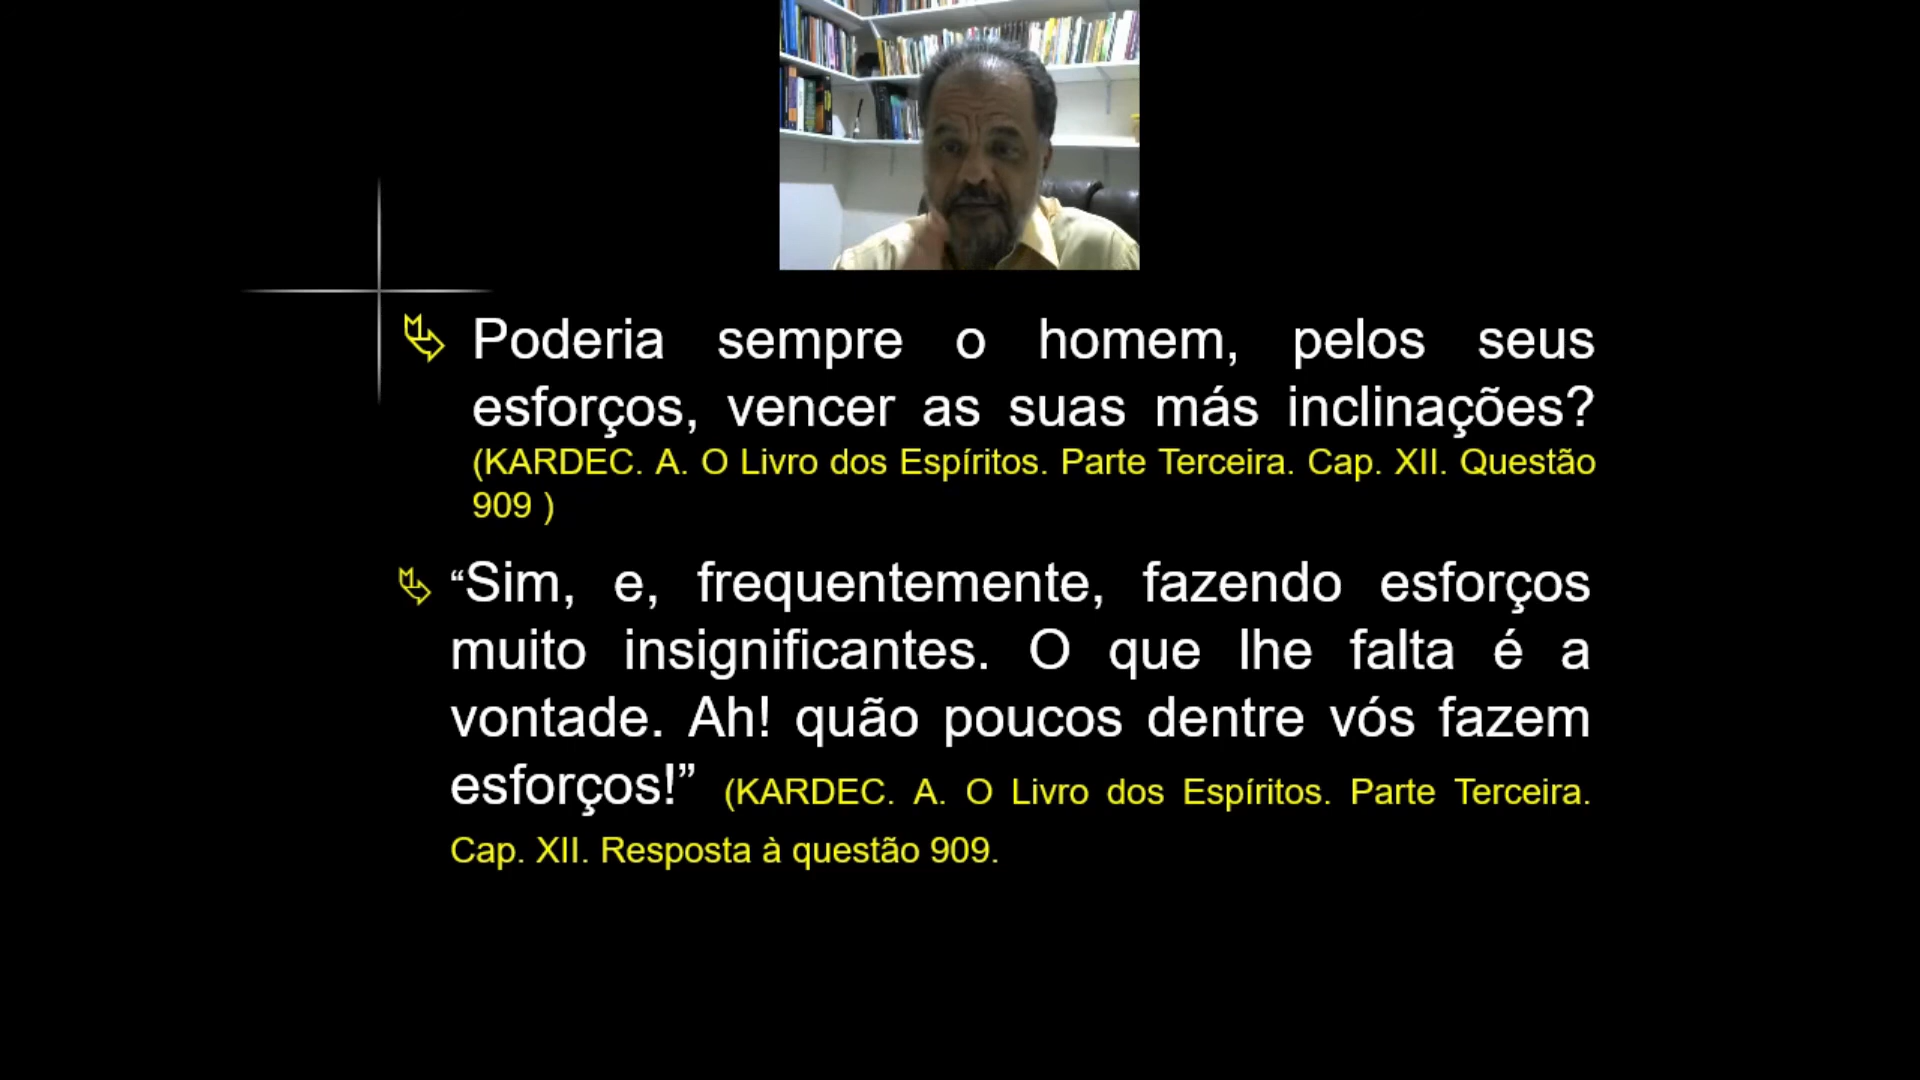 Poderia sempre o homem, pelos seus
esforços, vencer as suas más inclinações?
(KARDEC. A. O Livro dos Espíritos. Parte Terceira. Cap. XII. Questão
909 )
“Sim, e, frequentemente, fazendo esforços
muito insignificantes. O que lhe falta é a
vontade. Ah! quão poucos dentre vós fazem
esforços!” (KARDEC. A. O Livro dos Espíritos. Parte Terceira.
Cap. XII. Resposta à questão 909.